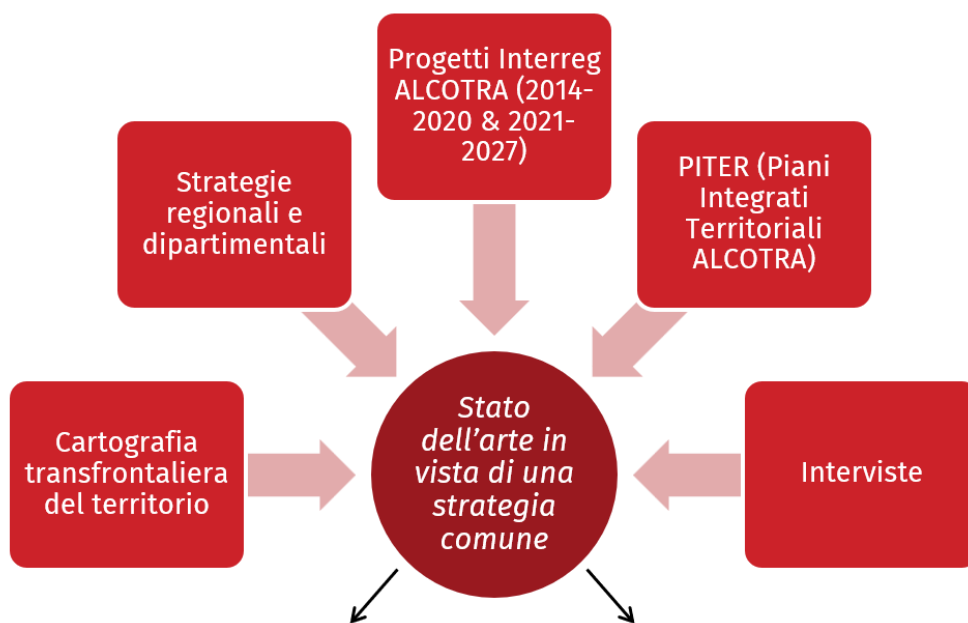 Progetti Interreg
ALCOTRA (2014-
2020 & 2021-
2027)
Strategie
regionali e
dipartimentali
PITER (Piani
Integrati
Territoriali
ALCOTRA)
Cartografia
transfrontaliera
del territorio
Stato
dell'arte in
vista di una
strategia
comune
Interviste